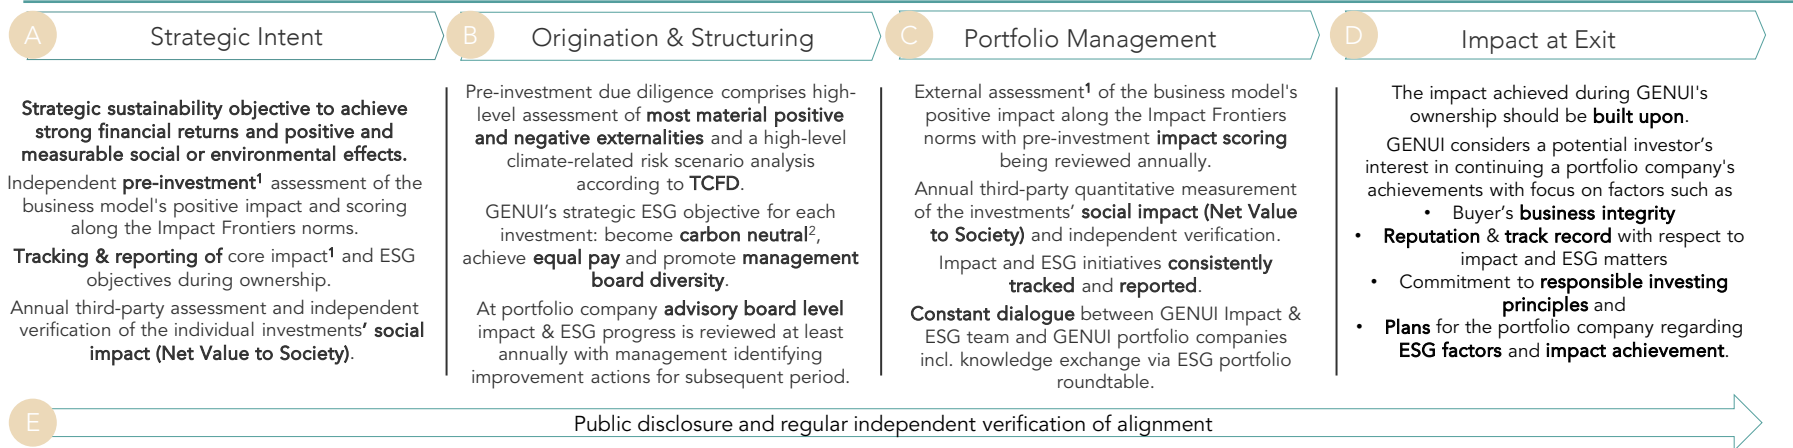 A
Strategic Intent
Strategic sustainability objective to achieve
strong financial returns and positive and
measurable social or environmental effects.
Independent pre-investment¹ assessment of the
business model's positive impact and scoring
along the Impact Frontiers norms.
Tracking & reporting of core impact¹ and ESG
objectives during ownership.
Annual third-party assessment and independent
verification of the individual investments’ social
impact (Net Value to Society).
B
Origination & Structuring
Pre-investment due diligence comprises high-
level assessment of most material positive
and negative externalities and a high-level
climate-related risk scenario analysis
according to TCFD.
GENUI’s strategic ESG objective for each
investment: become carbon neutral²,
achieve equal pay and promote management
board diversity.
At portfolio company advisory board level
impact & ESG progress is reviewed at least
annually with management identifying
improvement actions for subsequent period.
C
Portfolio Management
External assessment¹ of the business model's
positive impact along the Impact Frontiers
norms with pre-investment impact scoring
being reviewed annually.
Annual third-party quantitative measurement
of the investments’ social impact (Net Value
to Society) and independent verification.
Impact and ESG initiatives consistently
tracked and reported.
Constant dialogue between GENUI Impact &
ESG team and GENUI portfolio companies
incl. knowledge exchange via ESG portfolio
roundtable.
D
Impact at Exit
The impact achieved during GENUI's
ownership should be built upon.
GENUI considers a potential investor’s
interest in continuing a portfolio company's
achievements with focus on factors such as
• Buyer’s business integrity
• Reputation & track record with respect to
impact and ESG matters
• Commitment to responsible investing
principles and
• Plans for the portfolio company regarding
ESG factors and impact achievement.
E
Public disclosure and regular independent verification of alignment